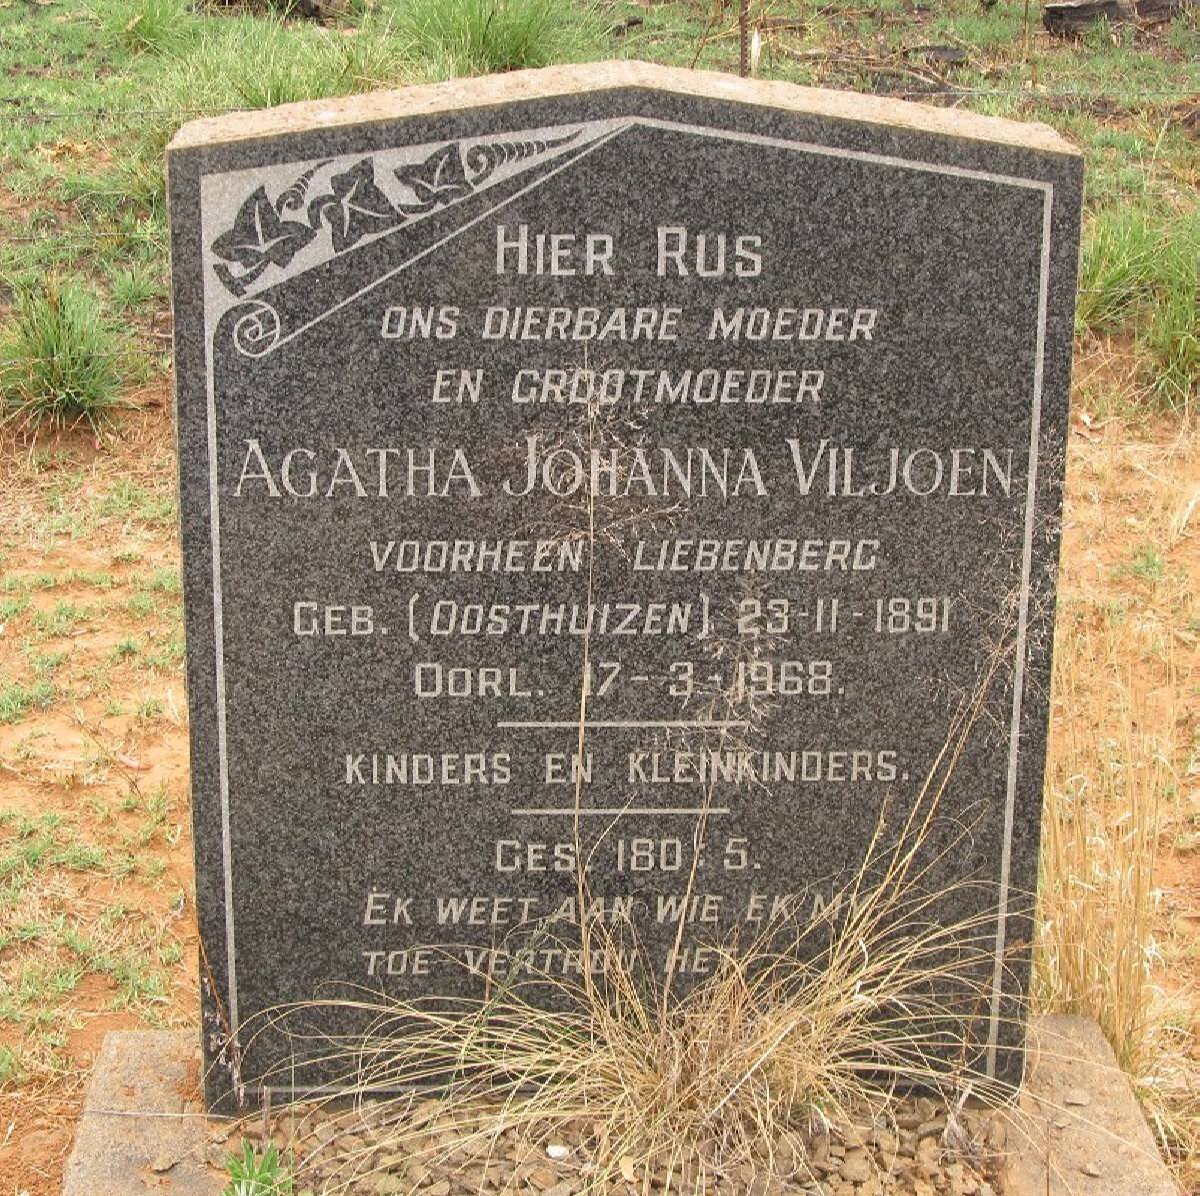 HIER RUS
ONS DIERBARE MOEDER
EN GROOTMOEDER
AGATHA JOHANNA VILJOEN
VOORHEEN LIEBENBERG
GEB. (OOSTHUIZEN) 23-11-1891
OORL. 17-3-1968.
KINDERS EN KLEINKINDERS.
GES. 180:5.
EK WEET AAN WIE EK MY
TOE VERTROU HET